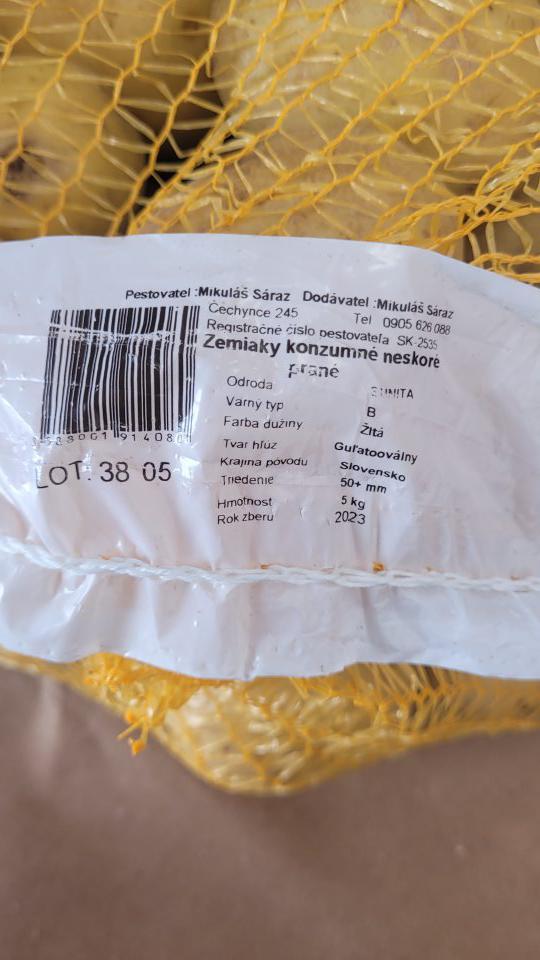 Pestovateľ :Mikuláš Sáraz Dodávateľ :Mikuláš Sáraz
Čechynce 245 Tel 0905 626 088
Registračné číslo pestovateľa SK-2535
Zemiaky konzumné neskoré
prané
Odroda
Varný typ B
Farba dužiny Žltá
Tvar hľúz Guľatooválny
Krajina pôvodu Slovensko
Triedenie 50+ mm
Hmotnosť 5 kg
Rok zberu 2023
LOT: 38 05